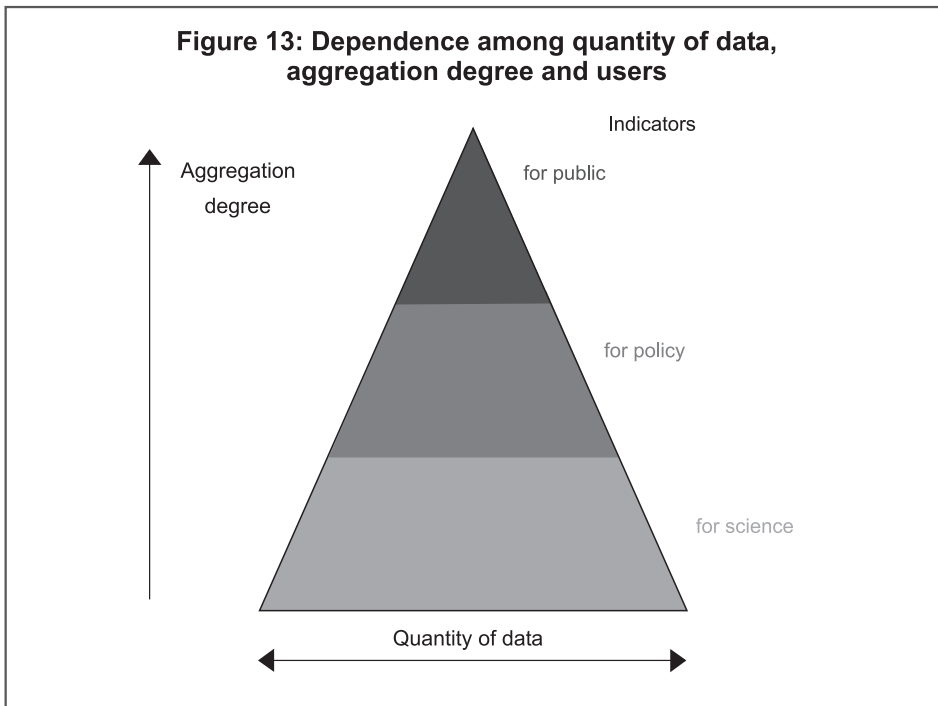 Figure 13: Dependence among quantity of data,
aggregation degree and users
Indicators
Aggregation
degree
for public
for policy
for science
Quantity of data